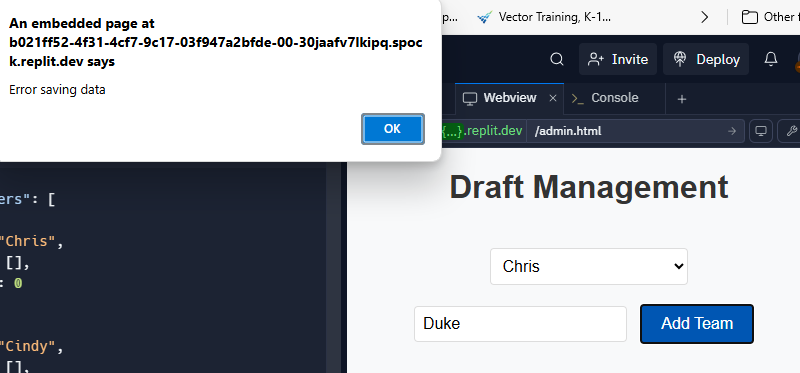 An embedded page at
b021ff52-4f31-4cf7-9c17-03f947a2bfde-00-30jaafv7lkipq.spoc
k.replit.dev says
Error saving data
OK
p...
Vector Training, K-1...
Other f
Invite
Deploy
Webview
Console
{...}.replit.dev
/admin.html
ers": [
"Chris",
[],
: 0
"Cindy",
[],
Draft Management
Chris
Duke
Add Team